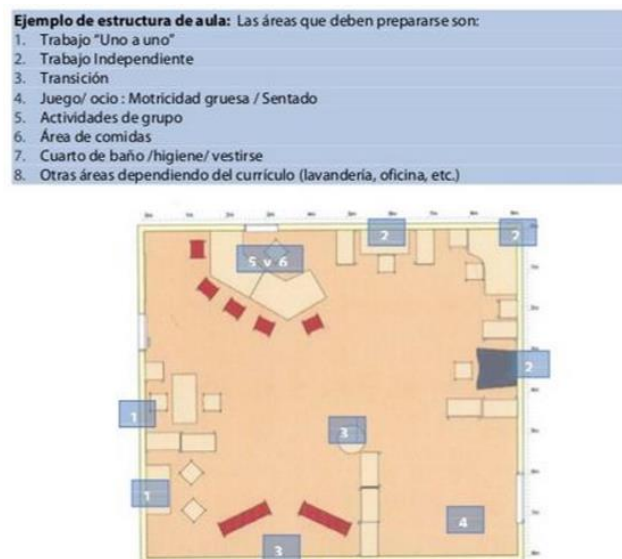 Ejemplo de estructura de aula: Las áreas que deben prepararse son:
1. Trabajo "Uno a uno"
2. Trabajo Independiente
3. Transición
4. Juego/ ocio : Motricidad gruesa / Sentado
5. Actividades de grupo
6. Área de comidas
7. Cuarto de baño /higiene/ vestirse
8. Otras áreas dependiendo del currículo (lavandería, oficina, etc.)
2 2
5 y 6
2
1
3
1
4
3